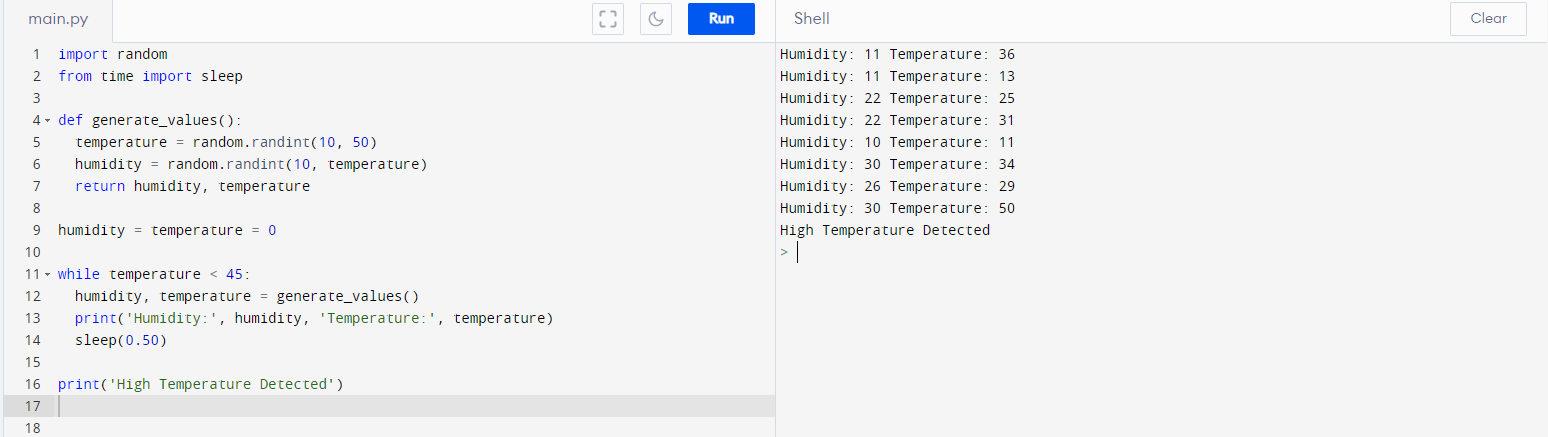 main.py Run Shell Clear
1 import random
2 from time import sleep
3
4 def generate_values():
5   temperature = random.randint(10, 50)
6   humidity = random.randint(10, temperature)
7   return humidity, temperature
8
9 humidity = temperature = 0
10
11 while temperature < 45:
12   humidity, temperature = generate_values()
13   print('Humidity:', humidity, 'Temperature:', temperature)
14   sleep(0.50)
15
16 print('High Temperature Detected')
17
18
Humidity: 11 Temperature: 36
Humidity: 11 Temperature: 13
Humidity: 22 Temperature: 25
Humidity: 22 Temperature: 31
Humidity: 10 Temperature: 11
Humidity: 30 Temperature: 34
Humidity: 26 Temperature: 29
Humidity: 30 Temperature: 50
High Temperature Detected
>